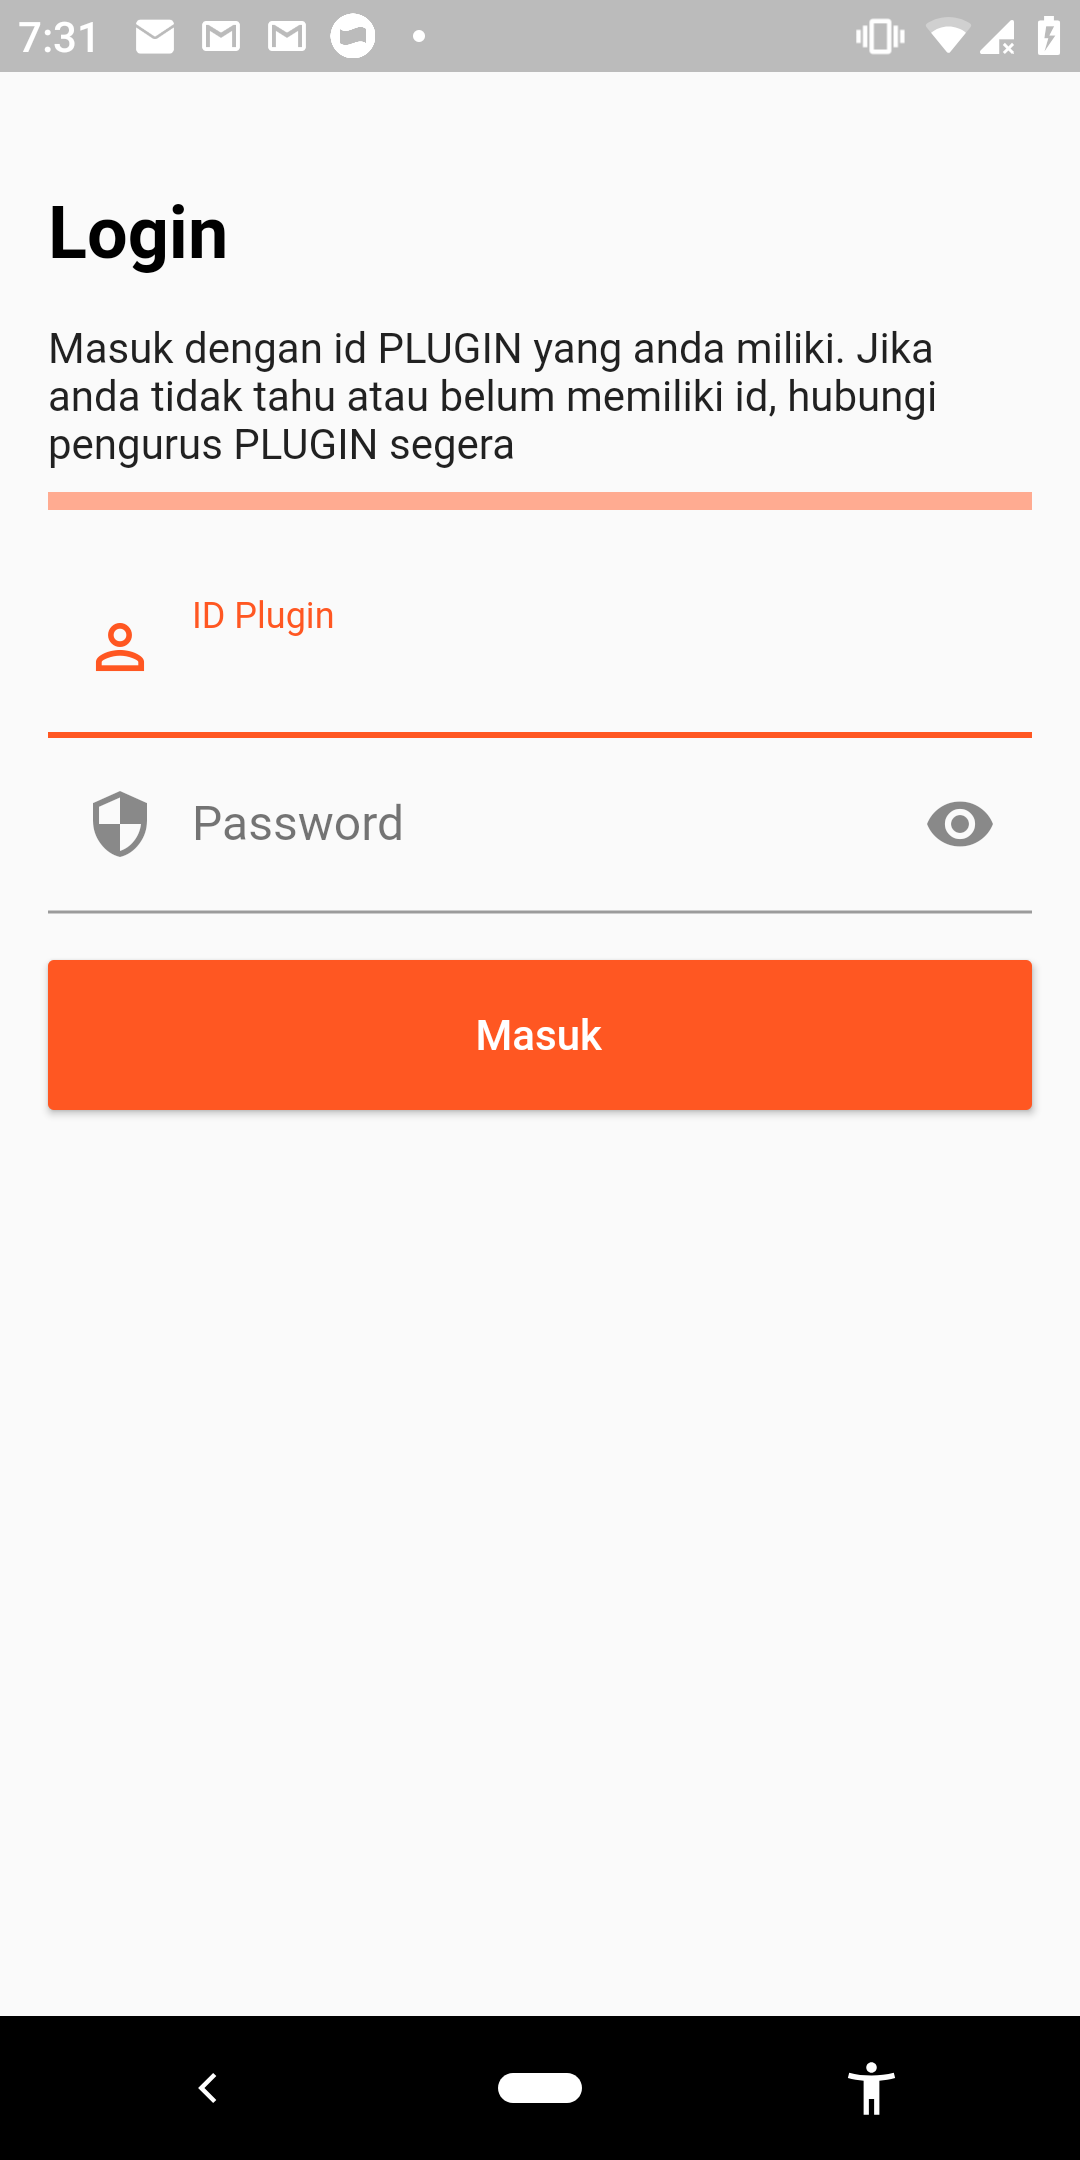 7:31
Login
Masuk dengan id PLUGIN yang anda miliki. Jika
anda tidak tahu atau belum memiliki id, hubungi
pengurus PLUGIN segera
ID Plugin
Password
Masuk